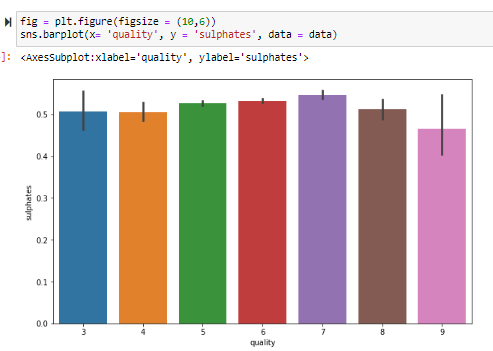 fig = plt.figure(figsize = (10,6))
sns.barplot(x= 'quality', y = 'sulphates', data = data)
]: <AxesSubplot:xlabel='quality', ylabel='sulphates'>
0.5
0.4
0.3
0.2
0.1
0.0
sulphates
3 4 5 6 7 8 9
quality